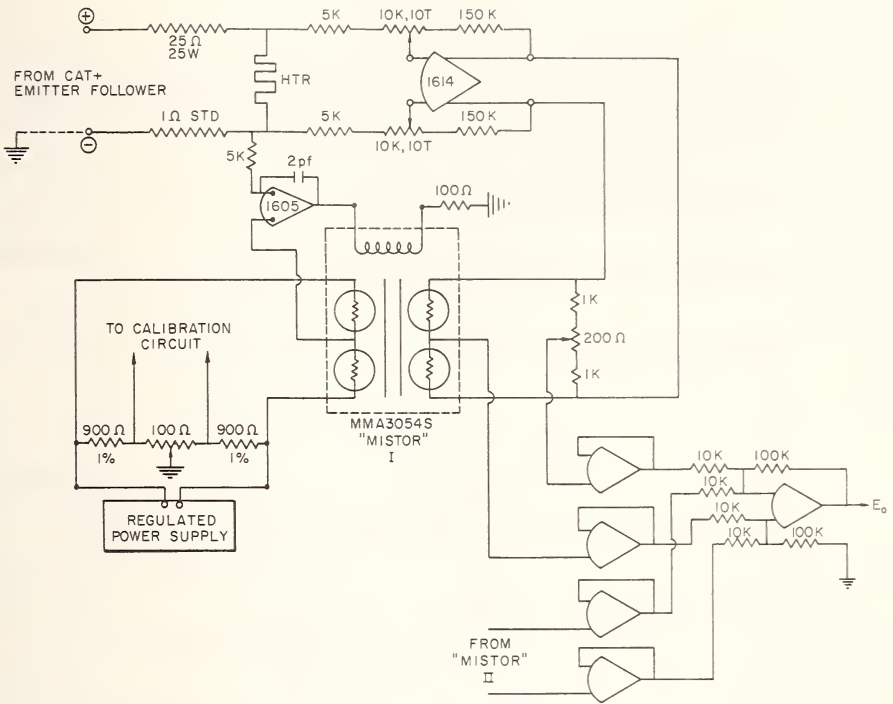 ⊕
25Ω
25W
5K
10K,10T
150K
1614
FROM CAT+
EMITTER FOLLOWER
HTR
1Ω STD
⊖
5K
10K,10T
150K
5K
2pf
1605
100Ω
1K
200Ω
1K
TO CALIBRATION
CIRCUIT
900Ω
1%
100Ω
900Ω
1%
REGULATED
POWER SUPPLY
MMA3054S
"MISTOR"
I
10K
100K
10K
10K
10K
100K
E₀
FROM
"MISTOR"
II